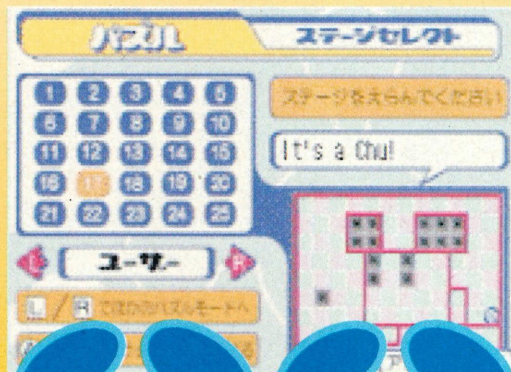 パズル
ステージセレクト
1 2 3 4 5
6 7 8 9 10
11 12 13 14 15
16 17 18 19 20
21 22 23 24 25
ステージをえらんでください
It's a Chu!
L ユーザー R
L / R でほかのパズルモードへ